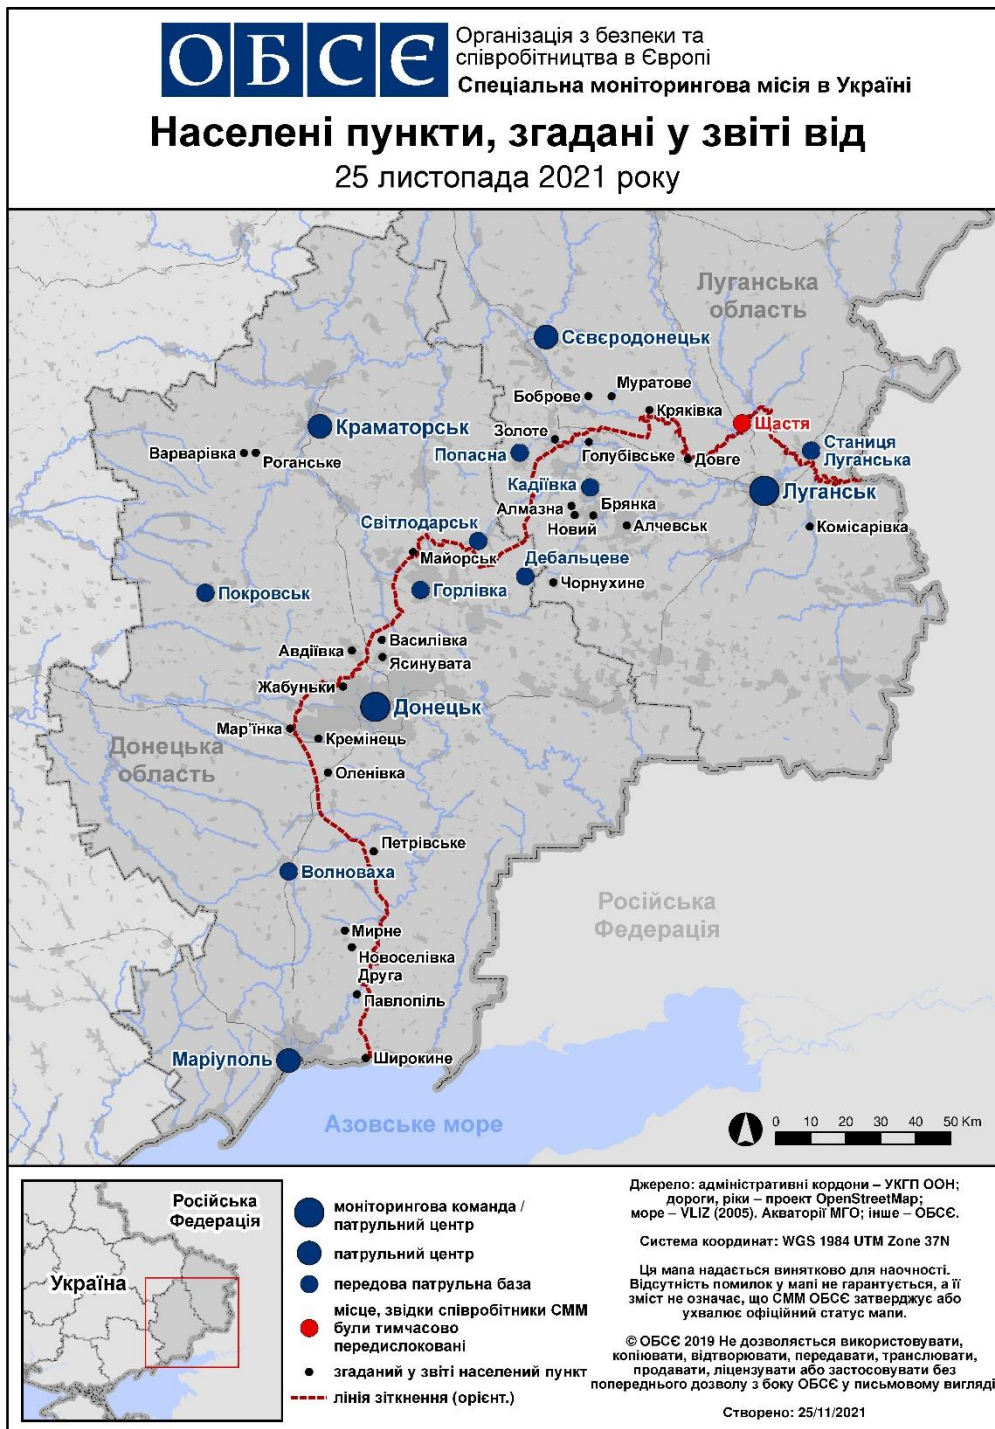 ОБСЄ
Організація з безпеки та
співробітництва в Європі
Спеціальна моніторингова місія в Україні
Населені пункти, згадані у звіті від
25 листопада 2021 року
Луганська
область
Сєвєродонецьк
Муратове
Боброве
Кряківка
Щастя
Краматорськ
Золоте
Станиця
Луганська
Варварівка
Роганське
Попасна
Голубівське
Довге
Кадіївка
Луганськ
Алмазна
Брянка
Новий
Алчевськ
Комісарівка
Світлодарськ
Майорськ
Дебальцеве
Чорнухине
Покровськ
Горлівка
Василівка
Авдіївка
Ясинувата
Жабуньки
Донецьк
Мар'їнка
Кремінець
Донецька
область
Оленівка
Петрівське
Волноваха
Російська
Федерація
Мирне
Новоселівка
Друга
Павлопіль
Маріуполь
Широкине
Азовське море
0 10 20 30 40 50 Km
Російська
Федерація
Україна
моніторингова команда /
патрульний центр
патрульний центр
передова патрульна база
місце, звідки співробітники СММ
були тимчасово
передислоковані
згаданий у звіті населений пункт
лінія зіткнення (орієнт.)
Джерело: адміністративні кордони – УКГП ООН;
дороги, ріки – проект OpenStreetMap;
море – VLIZ (2005). Акваторії МГО; інше – ОБСЄ.
Система координат: WGS 1984 UTM Zone 37N
Ця мапа надається винятково для наочності.
Відсутність помилок у мапі не гарантується, а її
зміст не означає, що СММ ОБСЄ затверджує або
ухвалює офіційний статус мапи.
© ОБСЄ 2019 Не дозволяється використовувати,
копіювати, відтворювати, передавати, транслювати,
продавати, ліцензувати або застосовувати без
попереднього дозволу з боку ОБСЄ у письмовому вигляді
Створено: 25/11/2021